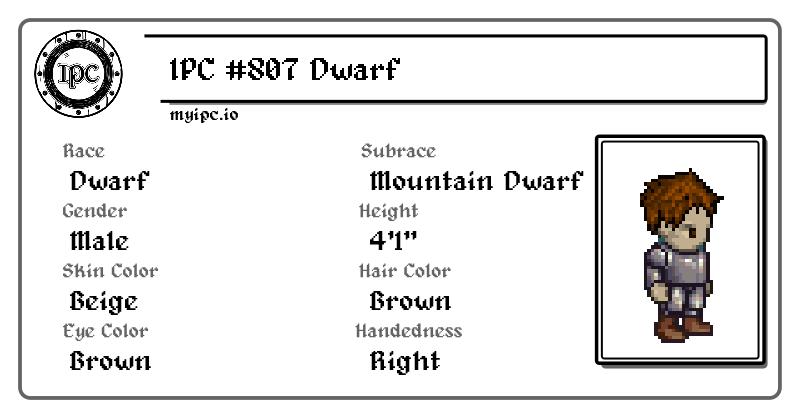 IPC
IPC #807 Dwarf
myipc.io
Race
Dwarf
Subrace
Mountain Dwarf
Gender
Male
Height
4'1"
Skin Color
Beige
Hair Color
Brown
Eye Color
Brown
Handedness
Right